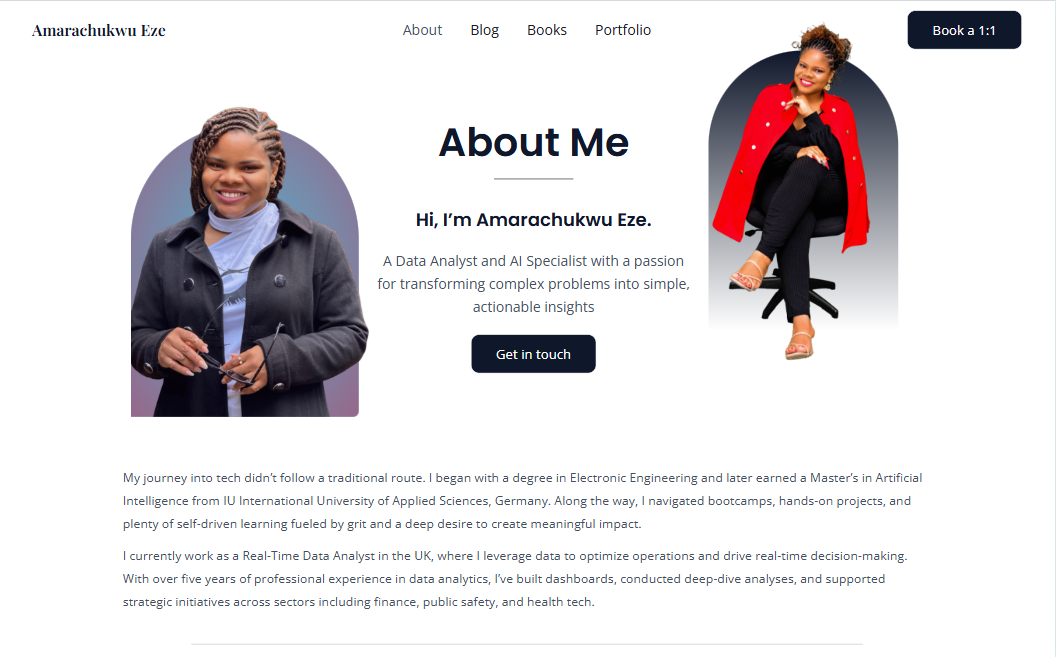 Amarachukwu Eze
About Blog Books Portfolio
Book a 1:1
About Me
Hi, I’m Amarachukwu Eze.
A Data Analyst and AI Specialist with a passion
for transforming complex problems into simple,
actionable insights
Get in touch
My journey into tech didn’t follow a traditional route. I began with a degree in Electronic Engineering and later earned a Master’s in Artificial
Intelligence from IU International University of Applied Sciences, Germany. Along the way, I navigated bootcamps, hands-on projects, and
plenty of self-driven learning fueled by grit and a deep desire to create meaningful impact.
I currently work as a Real-Time Data Analyst in the UK, where I leverage data to optimize operations and drive real-time decision-making.
With over five years of professional experience in data analytics, I’ve built dashboards, conducted deep-dive analyses, and supported
strategic initiatives across sectors including finance, public safety, and health tech.